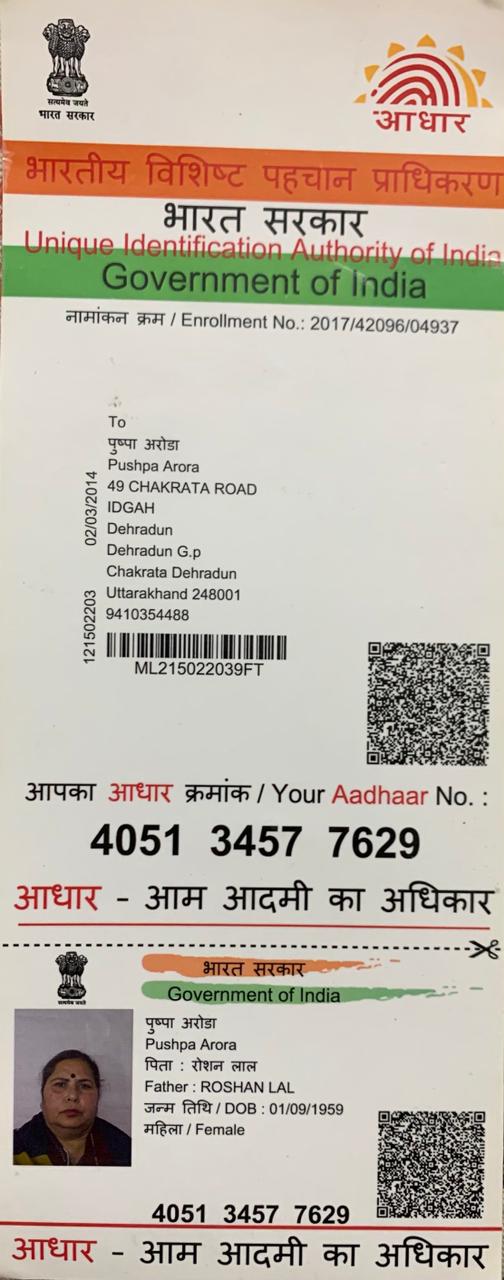 सत्यमेव जयते
भारत सरकार
आधार
भारतीय विशिष्ट पहचान प्राधिकरण
भारत सरकार
Unique Identification Authority of India
Government of India
नामांकन क्रम / Enrollment No.: 2017/42096/04937
To
पुष्पा अरोडा
Pushpa Arora
49 CHAKRATA ROAD
IDGAH
Dehradun
Dehradun G.p
Chakrata Dehradun
Uttarakhand 248001
9410354488
02/03/2014
121502203
ML215022039FT
आपका आधार क्रमांक / Your Aadhaar No. :
4051 3457 7629
आधार - आम आदमी का अधिकार
भारत सरकार
Government of India
पुष्पा अरोडा
Pushpa Arora
पिता : रोशन लाल
Father : ROSHAN LAL
जन्म तिथि / DOB : 01/09/1959
महिला / Female
4051 3457 7629
आधार - आम आदमी का अधिकार